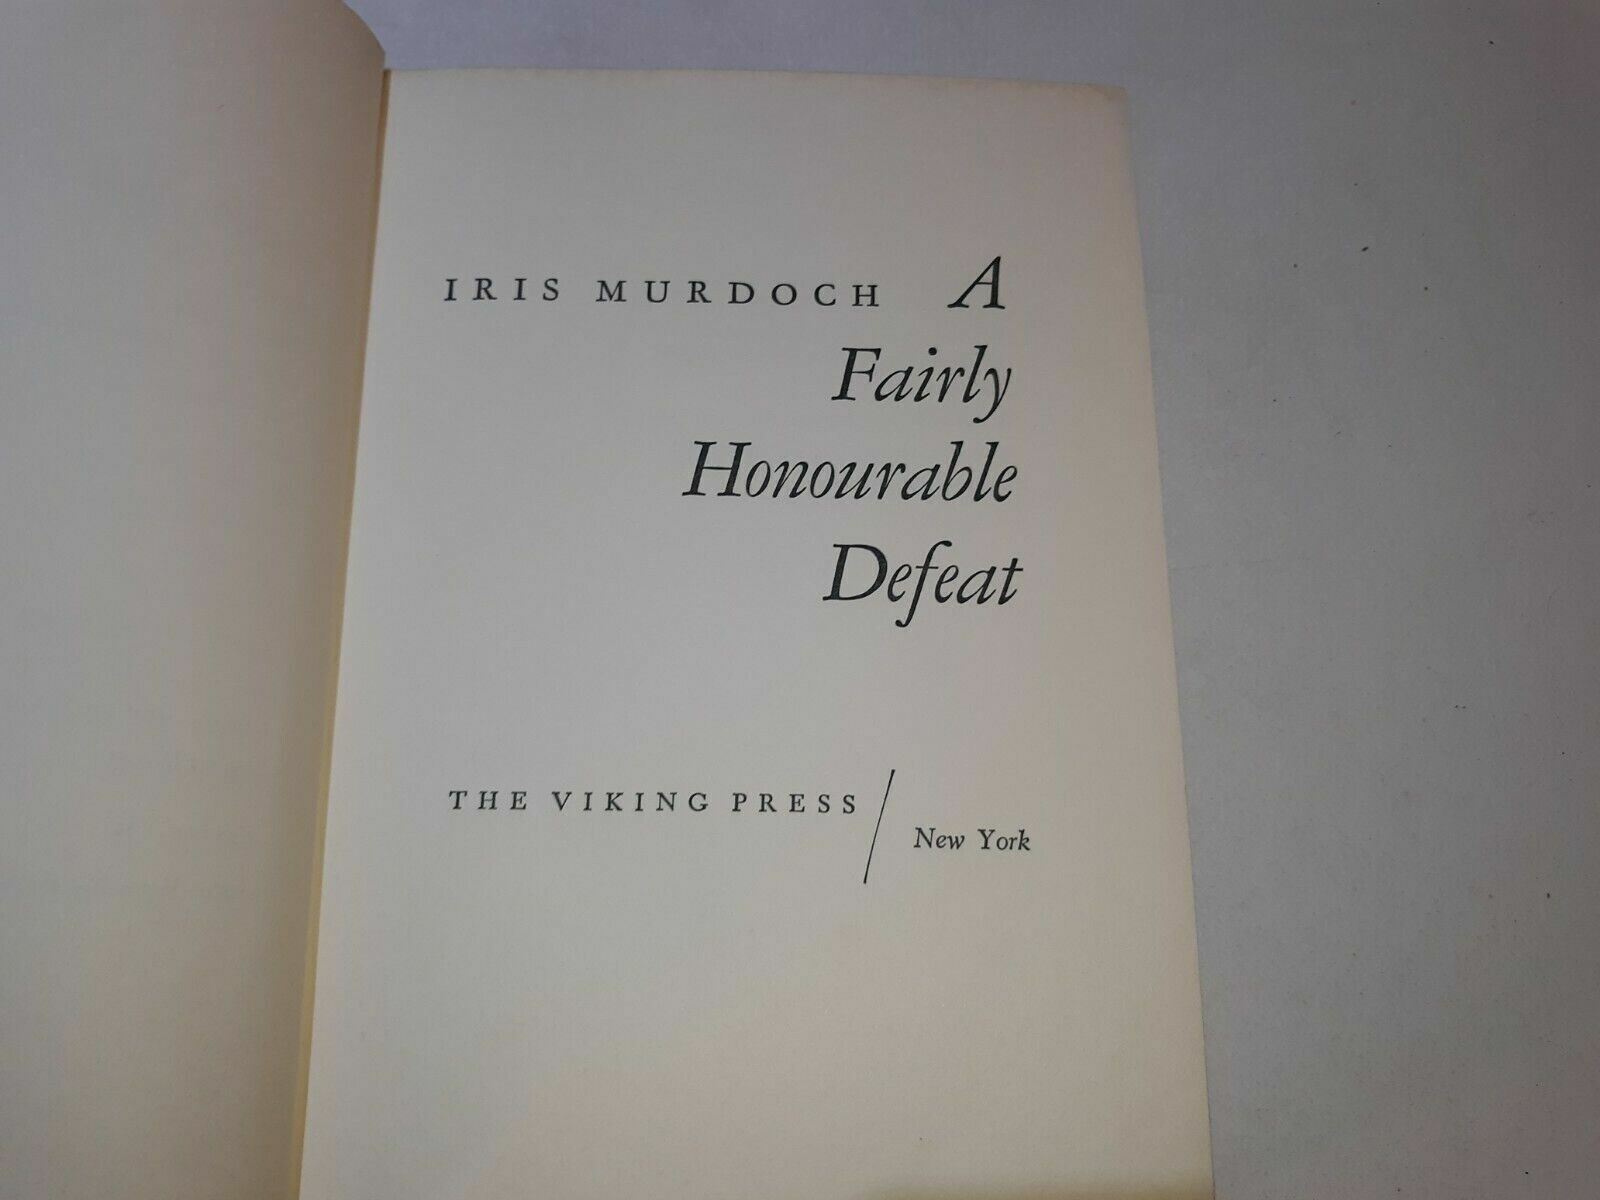 IRIS MURDOCH A
Fairly
Honourable
Defeat
THE VIKING PRESS /
New York